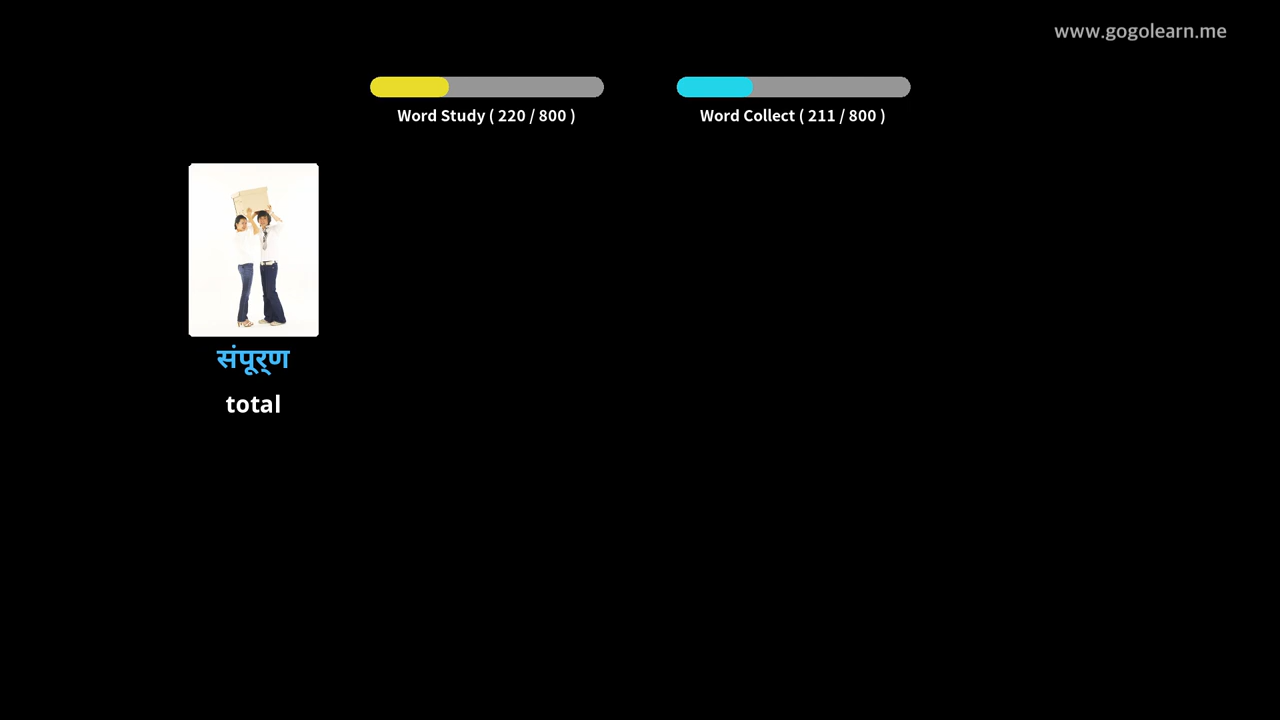 www.gogolearn.me
Word Study ( 220 / 800 )
Word Collect ( 211 / 800 )
संपूर्ण
total